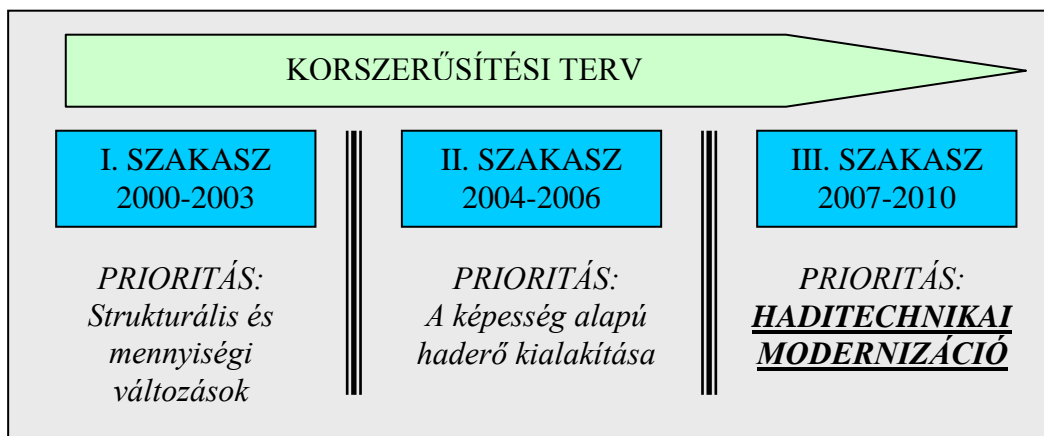 KORSZERŰSÍTÉSI TERV
I. SZAKASZ
2000-2003
PRIORITÁS:
Strukturális és
mennyiségi
változások
II. SZAKASZ
2004-2006
PRIORITÁS:
A képesség alapú
haderő kialakítása
III. SZAKASZ
2007-2010
PRIORITÁS:
HADITECHNIKAI
MODERNIZÁCIÓ